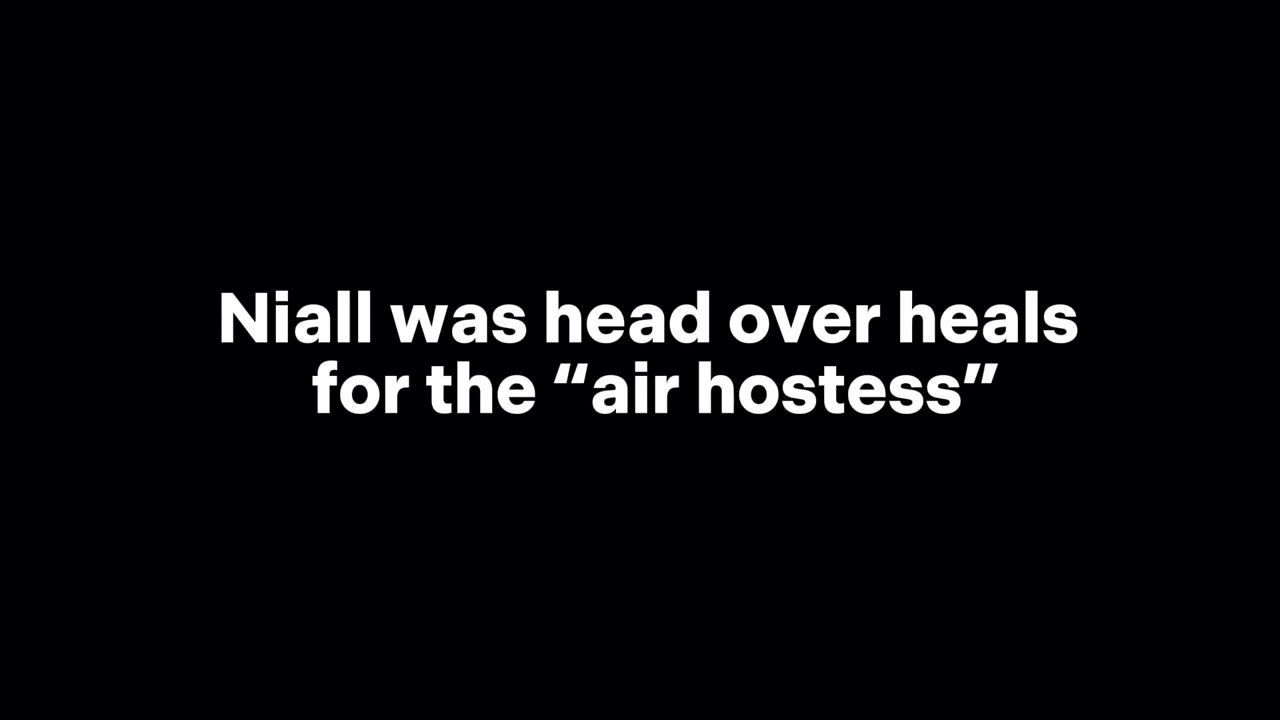 Niall was head over heals
for the “air hostess”